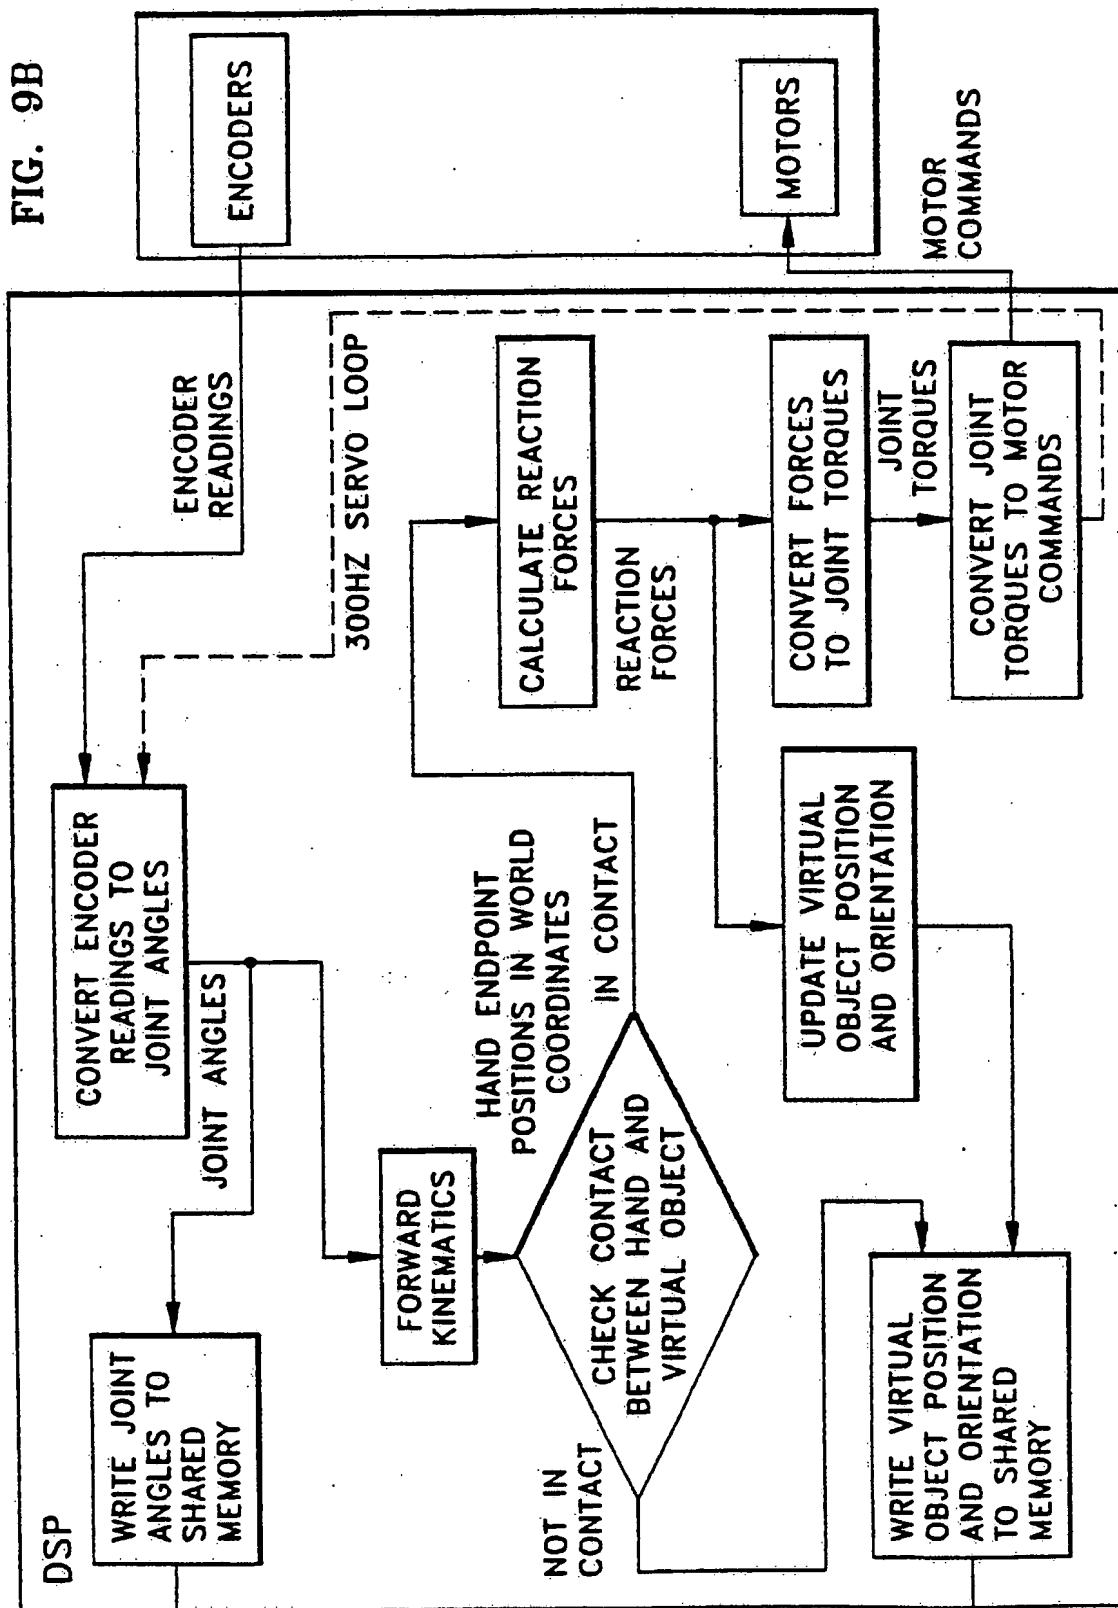 FIG. 9B
DSP
ENCODERS
MOTORS
ENCODER
READINGS
300HZ SERVO LOOP
MOTOR
COMMANDS
CONVERT ENCODER
READINGS TO
JOINT ANGLES
JOINT ANGLES
WRITE JOINT
ANGLES TO
SHARED
MEMORY
FORWARD
KINEMATICS
HAND ENDPOINT
POSITIONS IN WORLD
COORDINATES
CHECK CONTACT
BETWEEN HAND AND
VIRTUAL OBJECT
IN CONTACT
NOT IN
CONTACT
CALCULATE REACTION
FORCES
REACTION
FORCES
CONVERT FORCES
TO JOINT TORQUES
JOINT
TORQUES
CONVERT JOINT
TORQUES TO MOTOR
COMMANDS
UPDATE VIRTUAL
OBJECT POSITION
AND ORIENTATION
WRITE VIRTUAL
OBJECT POSITION
AND ORIENTATION
TO SHARED
MEMORY